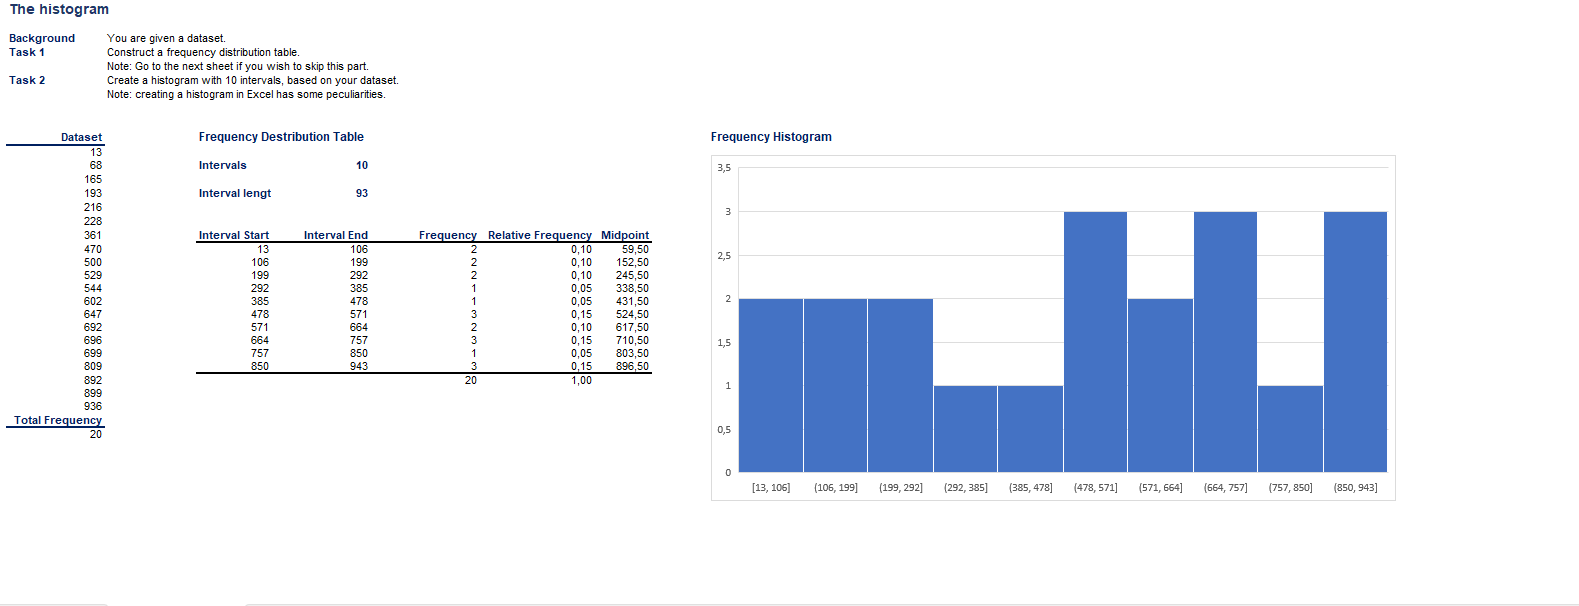 The histogram
Background You are given a dataset.
Task 1 Construct a frequency distribution table.
Note: Go to the next sheet if you wish to skip this part.
Task 2 Create a histogram with 10 intervals, based on your dataset.
Note: creating a histogram in Excel has some peculiarities.
Dataset
13
68
165
193
216
228
361
470
500
529
544
602
647
692
696
699
809
892
899
936
Total Frequency
20
Frequency Destribution Table
Intervals 10
Interval lengt 93
Interval Start Interval End Frequency Relative Frequency Midpoint
13 106 2 0,10 59,50
106 199 2 0,10 152,50
199 292 2 0,10 245,50
292 385 1 0,05 338,50
385 478 1 0,05 431,50
478 571 3 0,15 524,50
571 664 2 0,10 617,50
664 757 3 0,15 710,50
757 850 1 0,05 803,50
850 943 3 0,15 896,50
20 1,00
Frequency Histogram
3,5
3
2,5
2
1,5
1
0,5
0
[13, 106] (106, 199] (199, 292] (292, 385] (385, 478] (478, 571] (571, 664] (664, 757] (757, 850] (850, 943]